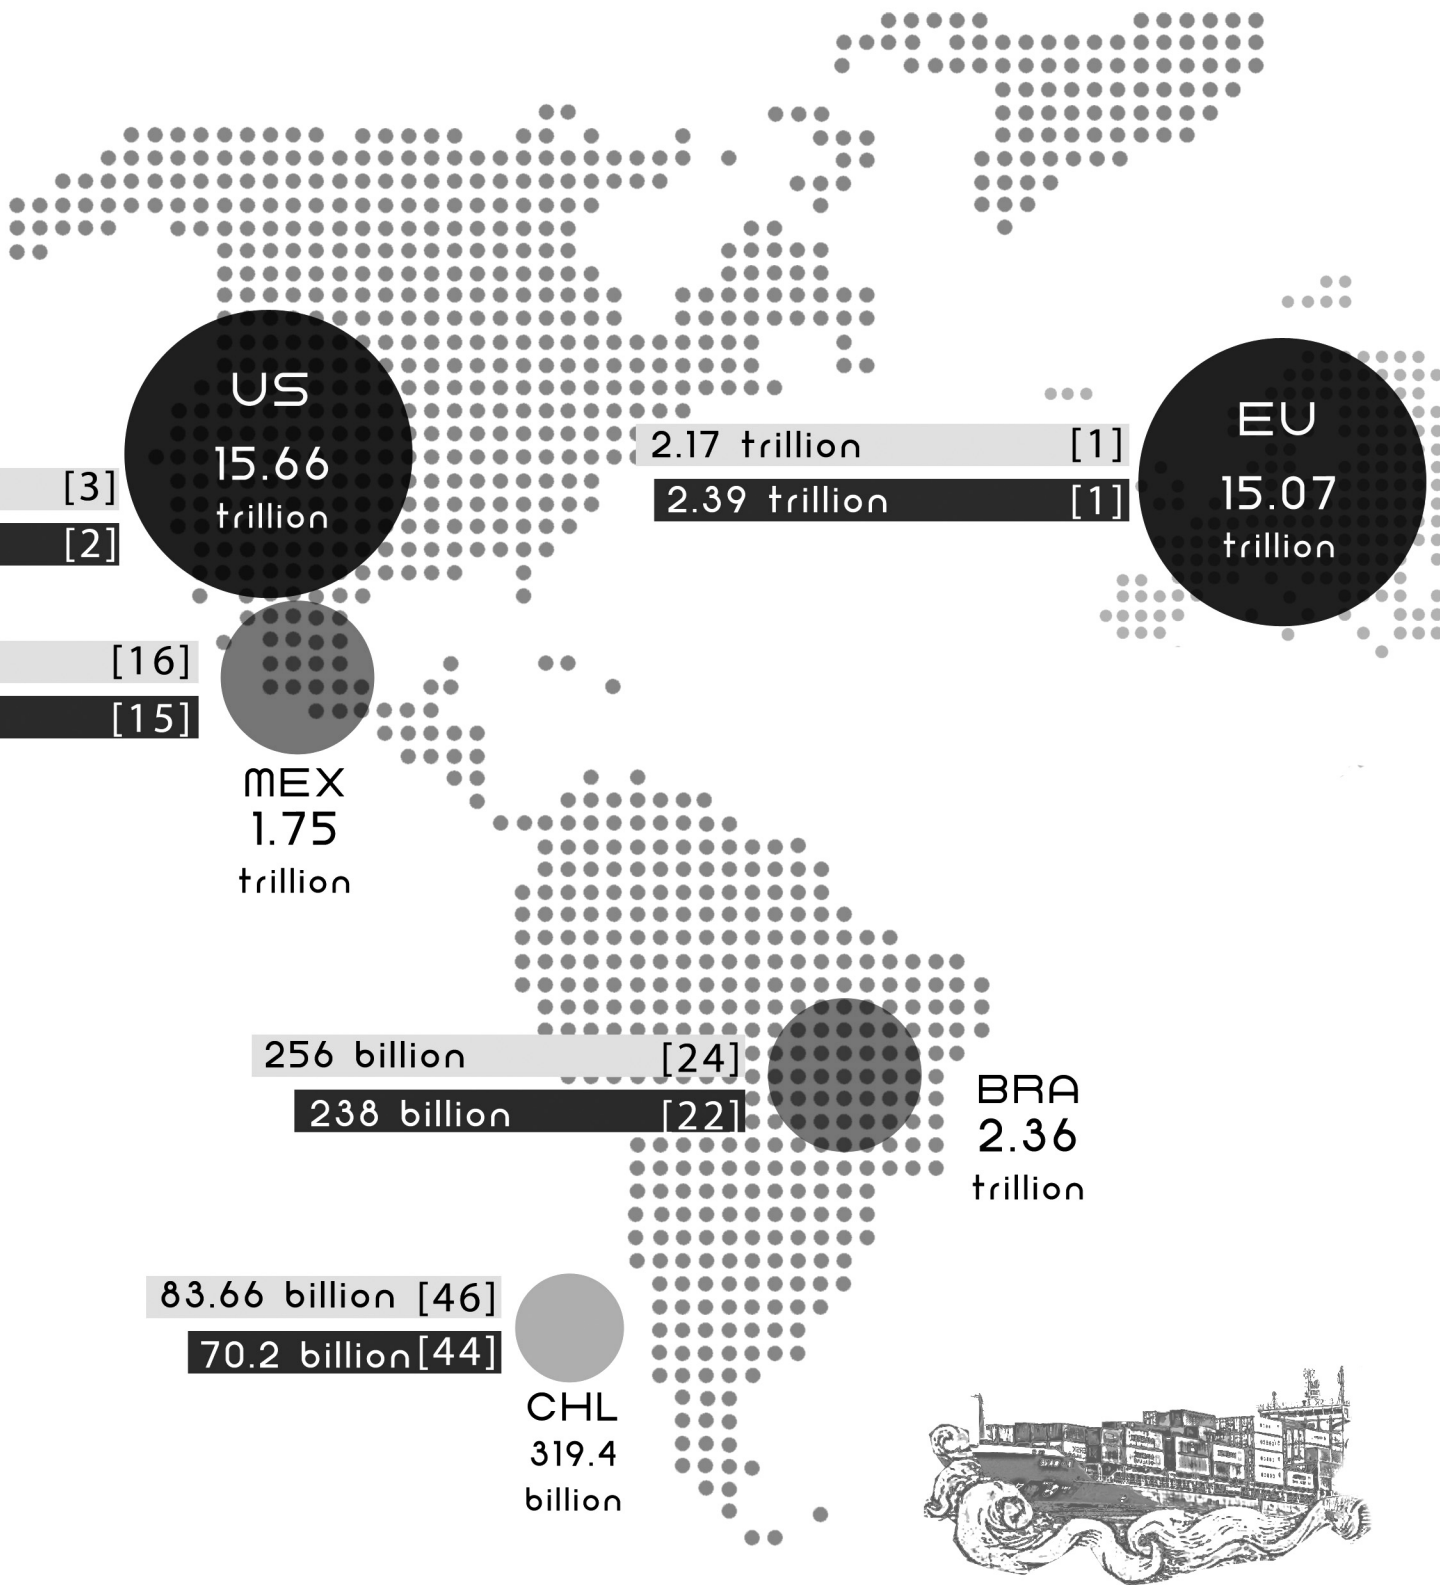 US
15.66
trillion
[3]
[2]
2.17 trillion [1]
2.39 trillion [1]
EU
15.07
trillion
[16]
[15]
MEX
1.75
trillion
256 billion [24]
238 billion [22]
BRA
2.36
trillion
83.66 billion [46]
70.2 billion [44]
CHL
319.4
billion